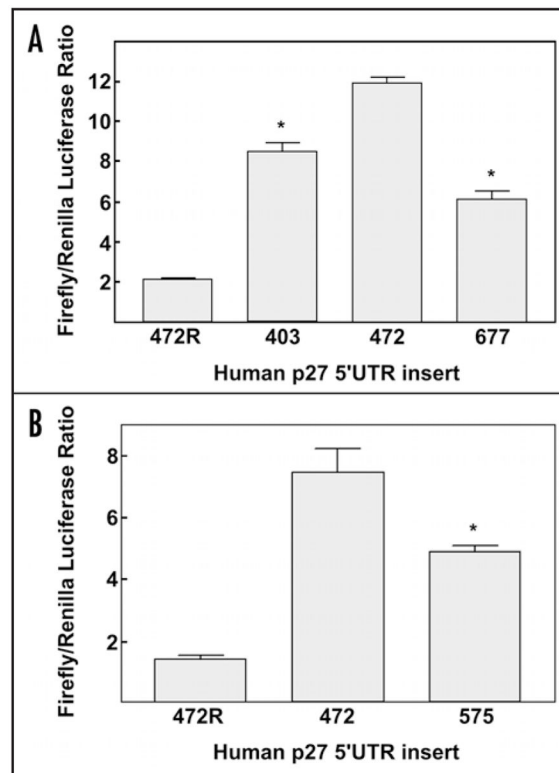 A
Firefly/Renilla Luciferase Ratio
12
10
8
6
4
2
*
*
472R 403 472 677
Human p27 5'UTR insert
B
Firefly/Renilla Luciferase Ratio
8
6
4
2
*
472R 472 575
Human p27 5'UTR insert